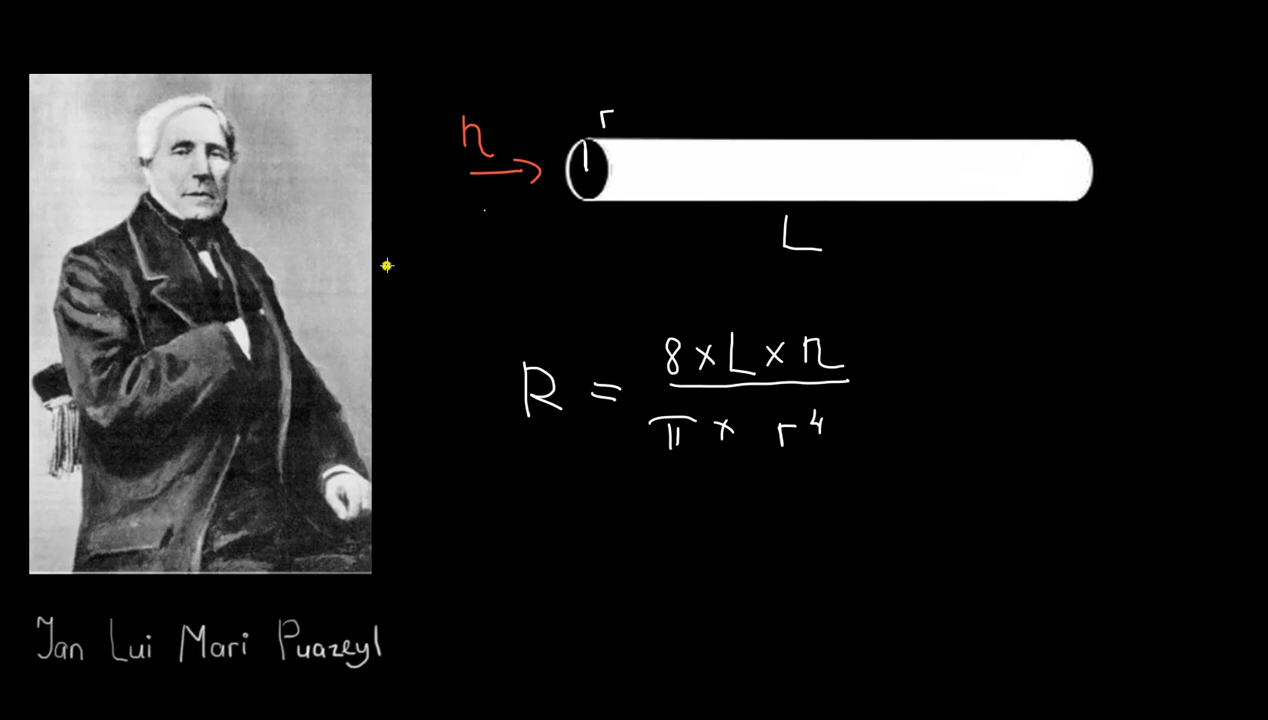 r
η
L
R = 8 × L × η / π × r⁴
Jan Lui Mari Puazeyl